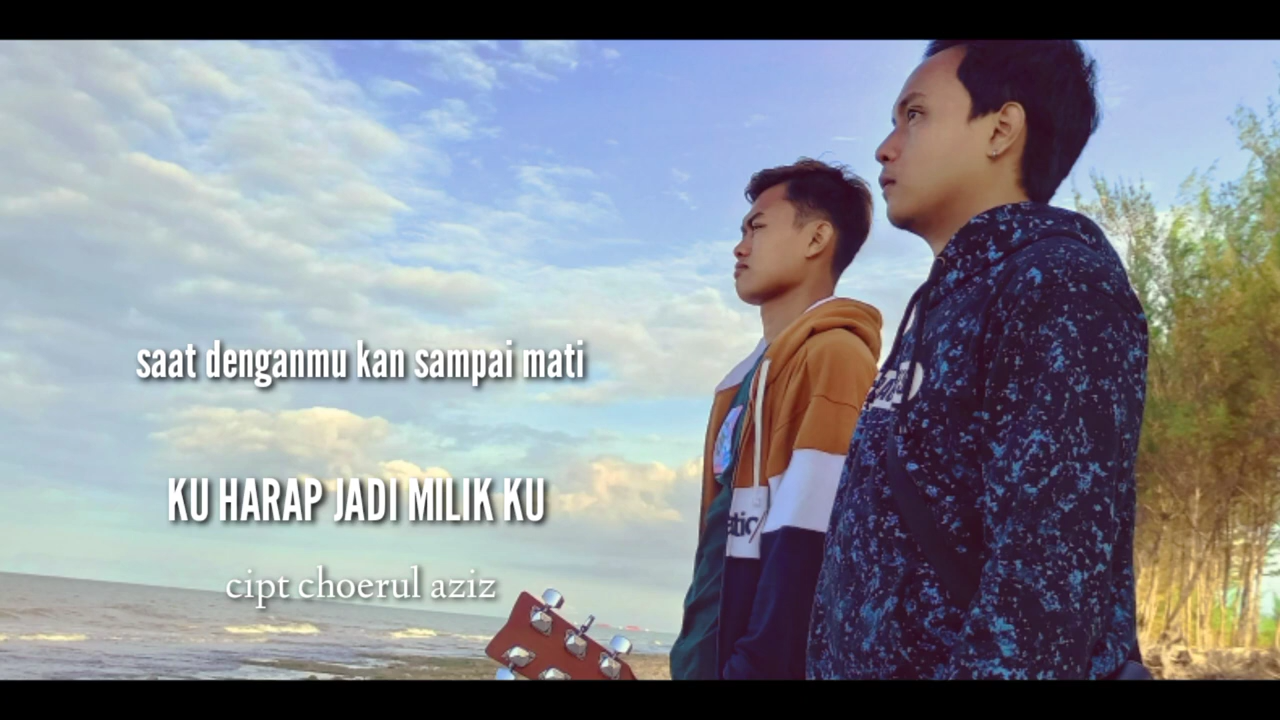 saat denganmu kan sampai mati
KU HARAP JADI MILIK KU
cipt choerul aziz